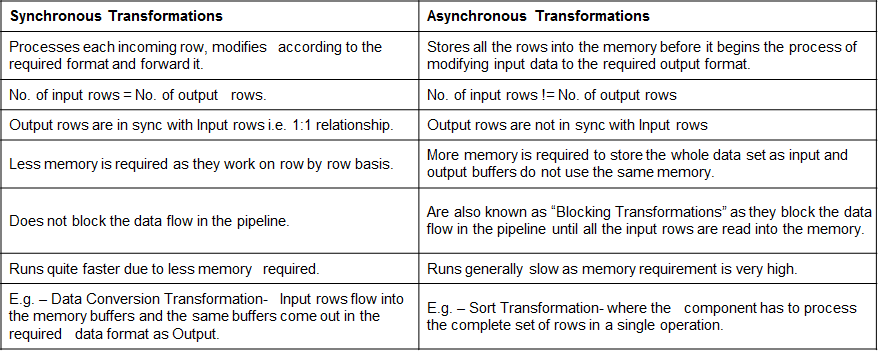 Synchronous Transformations
Asynchronous Transformations
Processes each incoming row, modifies according to the
required format and forward it.
Stores all the rows into the memory before it begins the process of
modifying input data to the required output format.
No. of input rows = No. of output rows.
No. of input rows != No. of output rows
Output rows are in sync with Input rows i.e. 1:1 relationship.
Output rows are not in sync with Input rows
Less memory is required as they work on row by row basis.
More memory is required to store the whole data set as input and
output buffers do not use the same memory.
Does not block the data flow in the pipeline.
Are also known as “Blocking Transformations” as they block the data
flow in the pipeline until all the input rows are read into the memory.
Runs quite faster due to less memory required.
Runs generally slow as memory requirement is very high.
E.g. – Data Conversion Transformation- Input rows flow into
the memory buffers and the same buffers come out in the
required data format as Output.
E.g. – Sort Transformation- where the component has to process
the complete set of rows in a single operation.